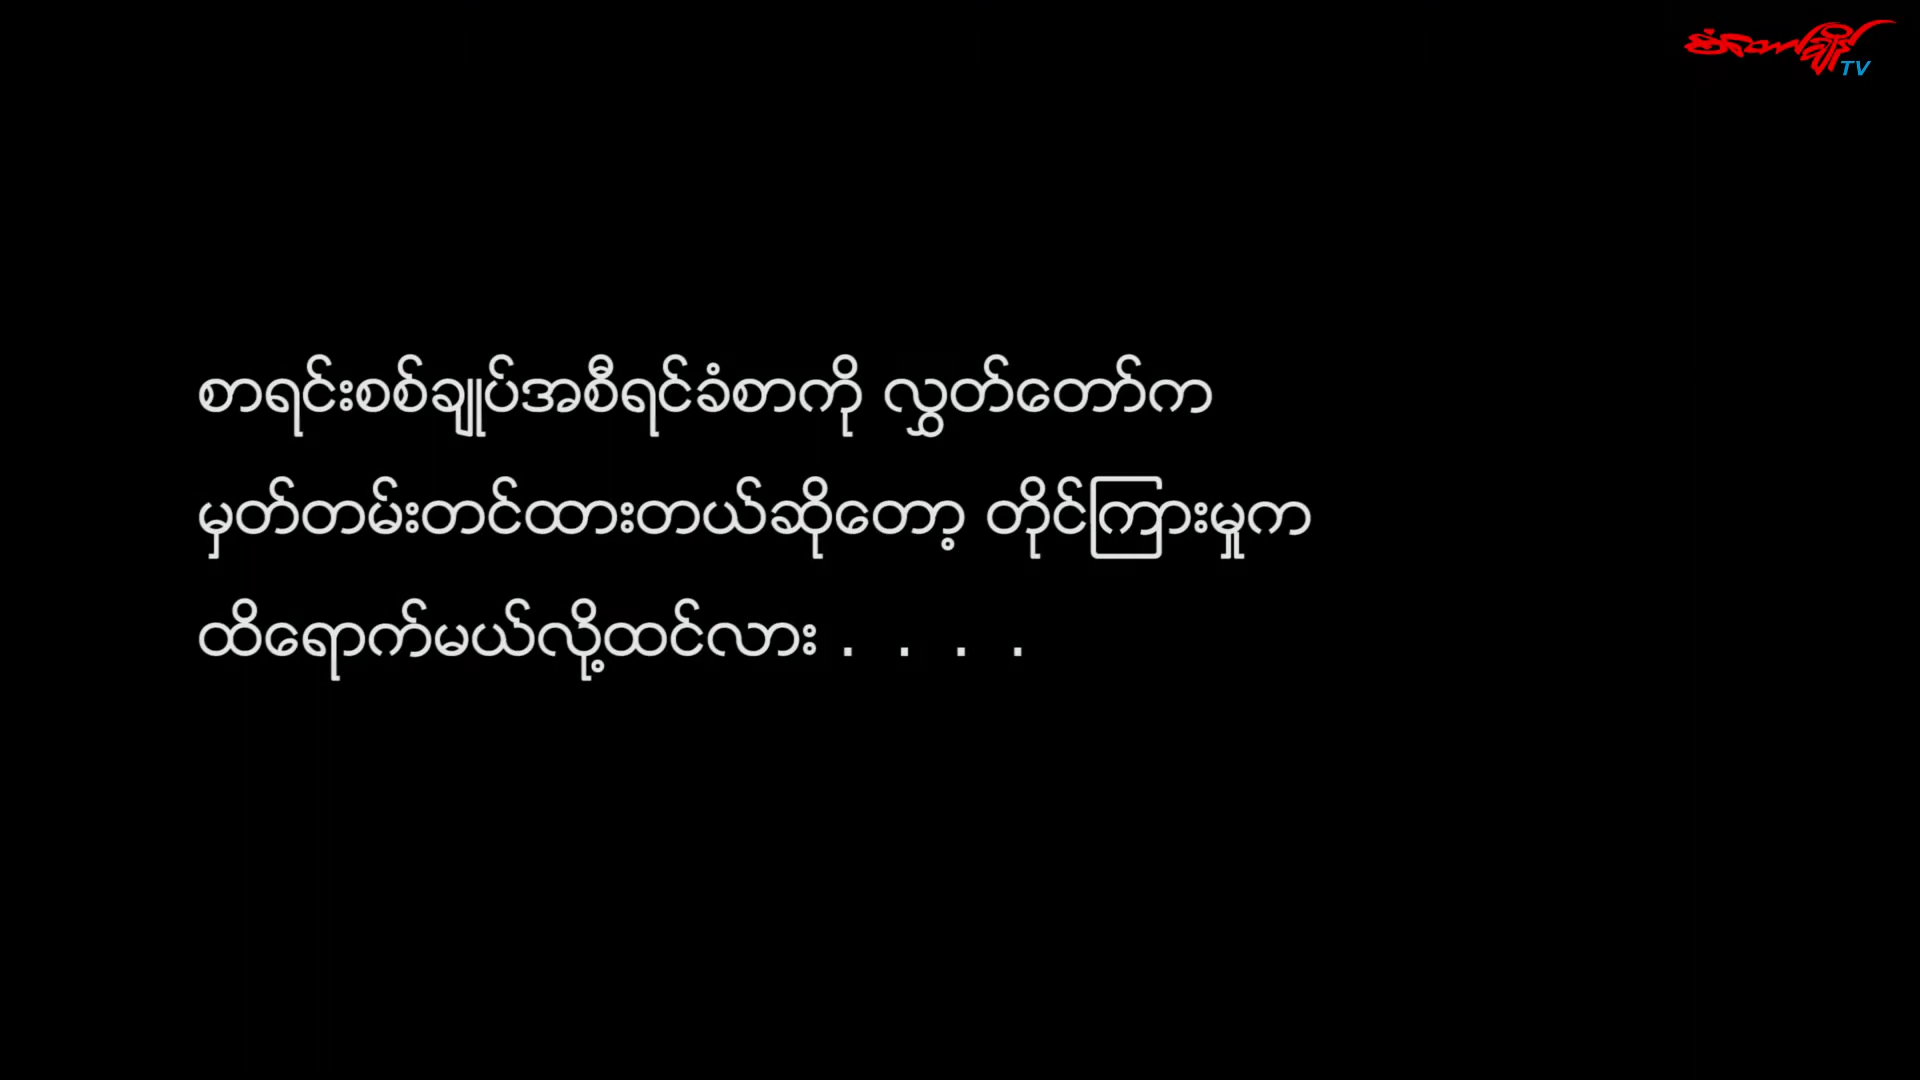 TV
စာရင်းစစ်ချုပ်အစီရင်ခံစာကို လွှတ်တော်က
မှတ်တမ်းတင်ထားတယ်ဆိုတော့ တိုင်ကြားမှုက
ထိရောက်မယ်လို့ထင်လား . . . .